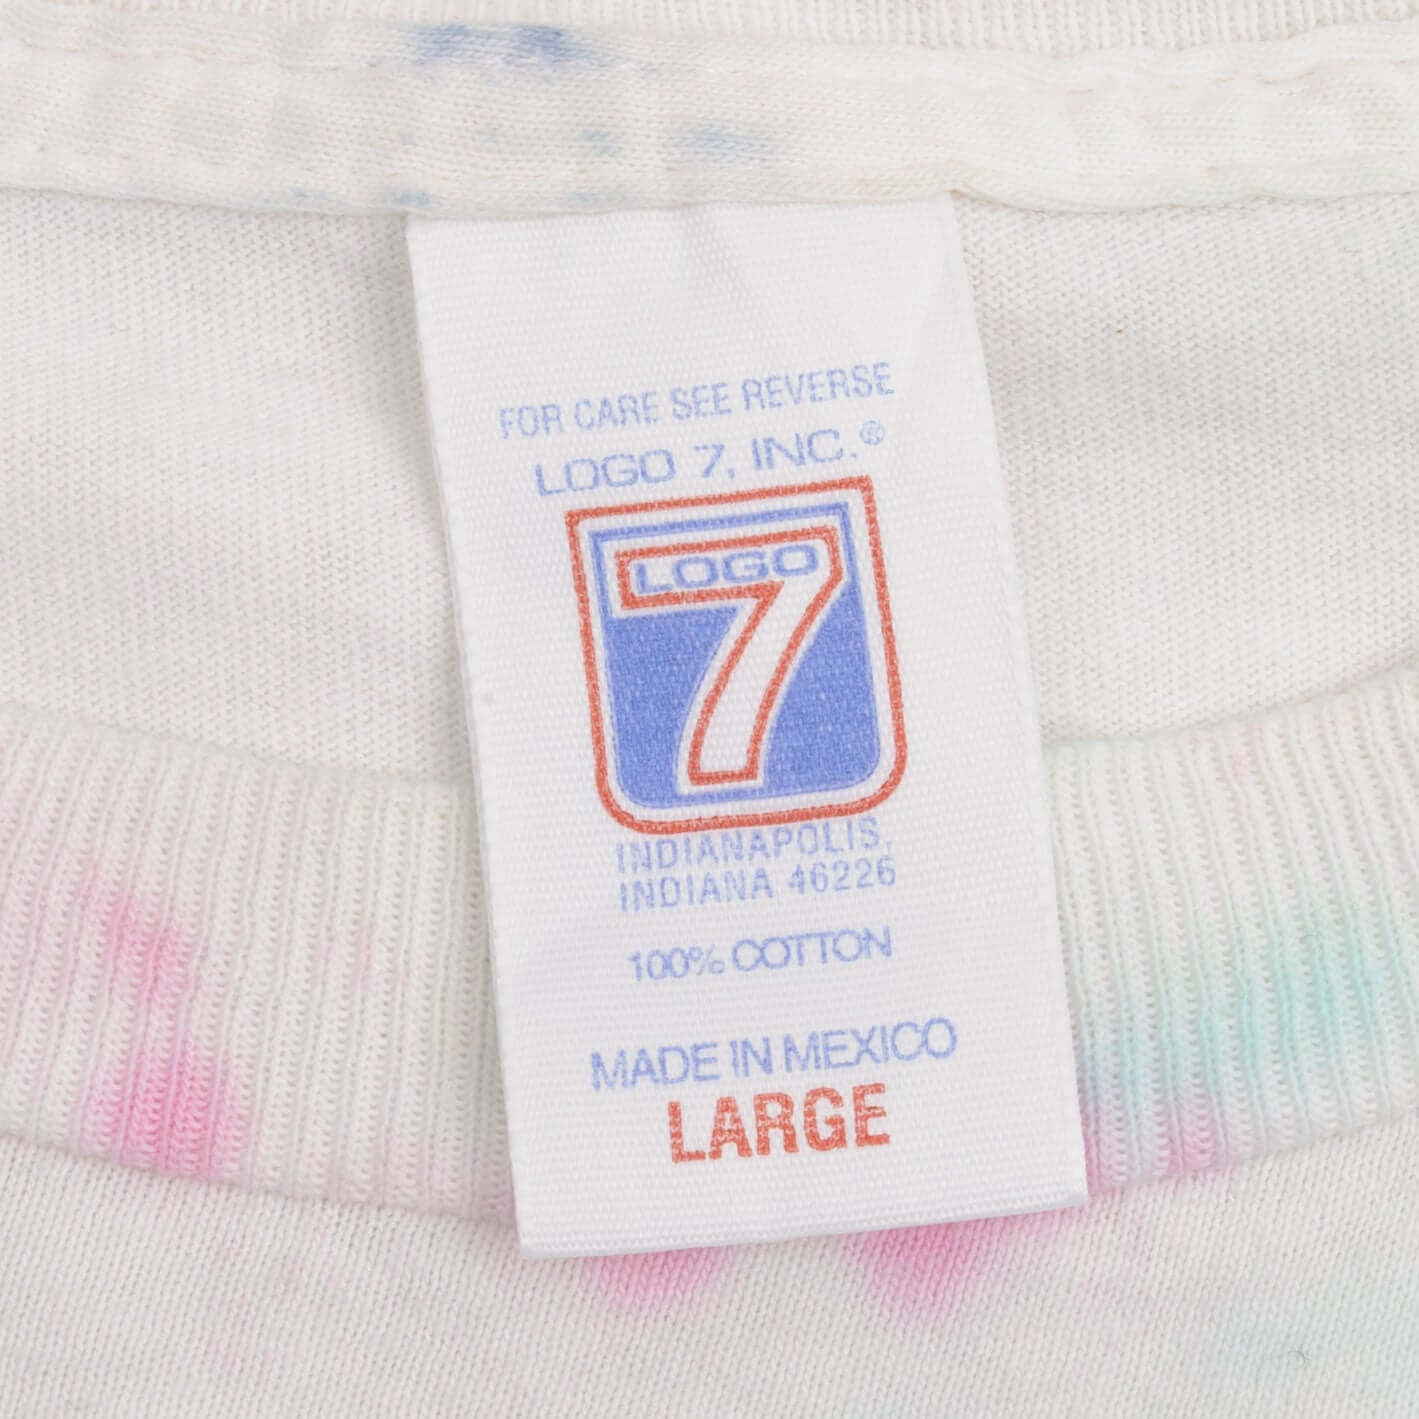 FOR CARE SEE REVERSE
LOGO 7, INC.®
LOGO
7
INDIANAPOLIS,
INDIANA 46226
100% COTTON
MADE IN MEXICO
LARGE